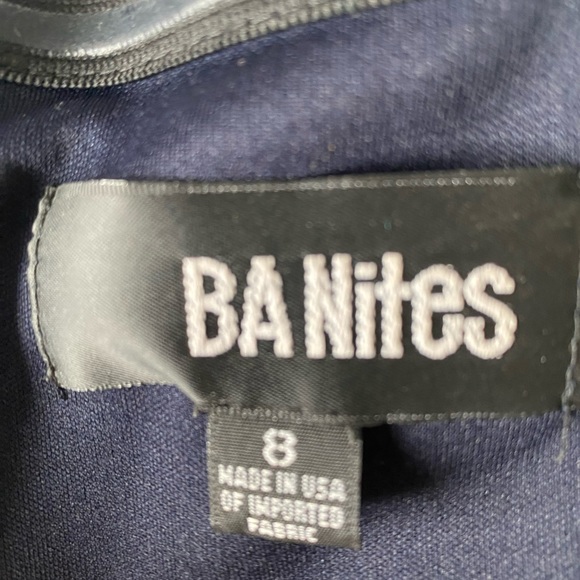 BA Nites
8
MADE IN USA
OF IMPORTED
FABRIC